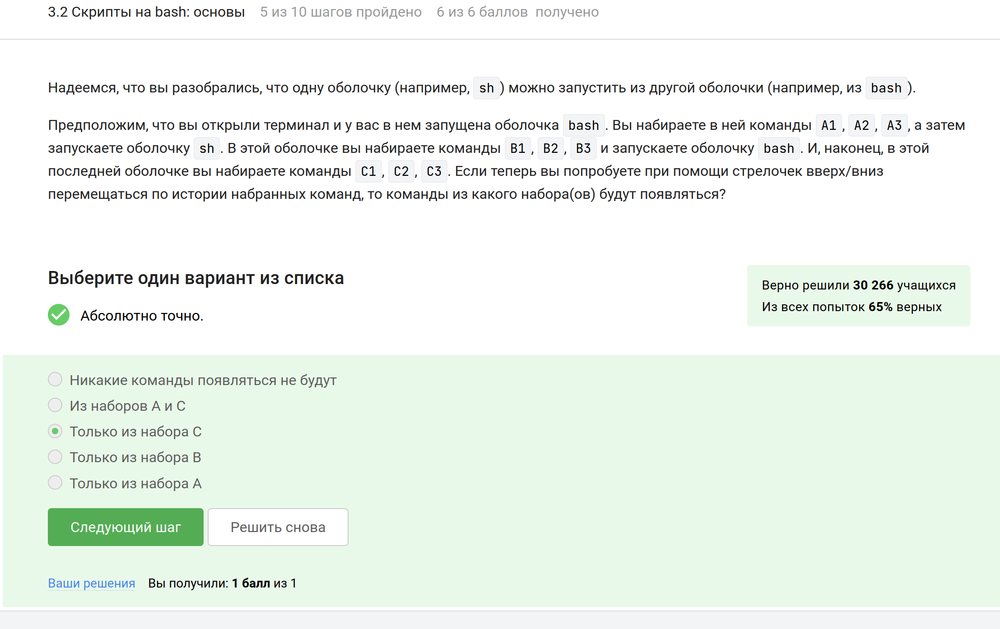 3.2 Скрипты на bash: основы 5 из 10 шагов пройдено 6 из 6 баллов получено
Надеемся, что вы разобрались, что одну оболочку (например, sh) можно запустить из другой оболочки (например, из bash).
Предположим, что вы открыли терминал и у вас в нем запущена оболочка bash. Вы набираете в ней команды A1, A2, A3, а затем
запускаете оболочку sh. В этой оболочке вы набираете команды B1, B2, B3 и запускаете оболочку bash. И, наконец, в этой
последней оболочке вы набираете команды C1, C2, C3. Если теперь вы попробуете при помощи стрелочек вверх/вниз
перемещаться по истории набранных команд, то команды из какого набора(ов) будут появляться?
Выберите один вариант из списка
Верно решили 30 266 учащихся
Из всех попыток 65% верных
Абсолютно точно.
Никакие команды появляться не будут
Из наборов A и C
Только из набора C
Только из набора B
Только из набора A
Следующий шаг Решить снова
Ваши решения Вы получили: 1 балл из 1